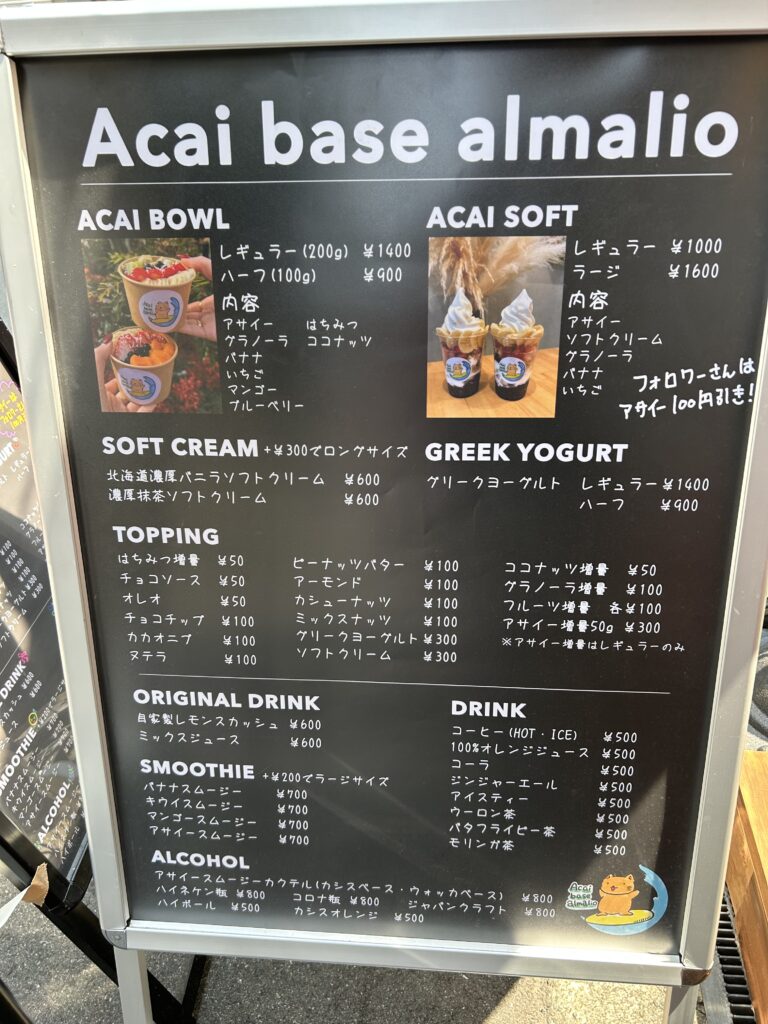 Acai base almalio
ACAI BOWL
レギュラー(200g) ¥1400
ハーフ(100g) ¥900
内容
アサイー はちみつ
グラノーラ ココナッツ
バナナ
いちご
マンゴー
ブルーベリー
ACAI SOFT
レギュラー ¥1000
ラージ ¥1600
内容
アサイー
ソフトクリーム
グラノーラ
バナナ
いちご
フォロワーさんは
アサイー100円引き!
SOFT CREAM +¥300でロングサイズ
北海道濃厚バニラソフトクリーム ¥600
濃厚抹茶ソフトクリーム ¥600
GREEK YOGURT
グリークヨーグルト レギュラー¥1400
ハーフ ¥900
TOPPING
はちみつ増量 ¥50
チョコソース ¥50
オレオ ¥50
チョコチップ ¥100
カカオニブ ¥100
ヌテラ ¥100
ピーナッツバター ¥100
アーモンド ¥100
カシューナッツ ¥100
ミックスナッツ ¥100
グリークヨーグルト¥300
ソフトクリーム ¥300
ココナッツ増量 ¥50
グラノーラ増量 ¥100
フルーツ増量 各¥100
アサイー増量50g ¥300
※アサイー増量はレギュラーのみ
ORIGINAL DRINK
自家製レモンスカッシュ ¥600
ミックスジュース ¥600
SMOOTHIE +¥200でラージサイズ
バナナスムージー ¥700
キウイスムージー ¥700
マンゴースムージー ¥700
アサイースムージー ¥700
DRINK
コーヒー(HOT・ICE) ¥500
100%オレンジジュース ¥500
コーラ ¥500
ジンジャーエール ¥500
アイスティー ¥500
ウーロン茶 ¥500
バタフライピー茶 ¥500
モリンガ茶 ¥500
ALCOHOL
アサイースムージーカクテル(カシスベース・ウォッカベース) ¥800
ハイネケン瓶 ¥800 コロナ瓶 ¥800 ジャパンクラフト ¥800
ハイボール ¥500 カシスオレンジ ¥500
Acai
base
almalio
DRINK
SMOOTHIE
ALCOHOL